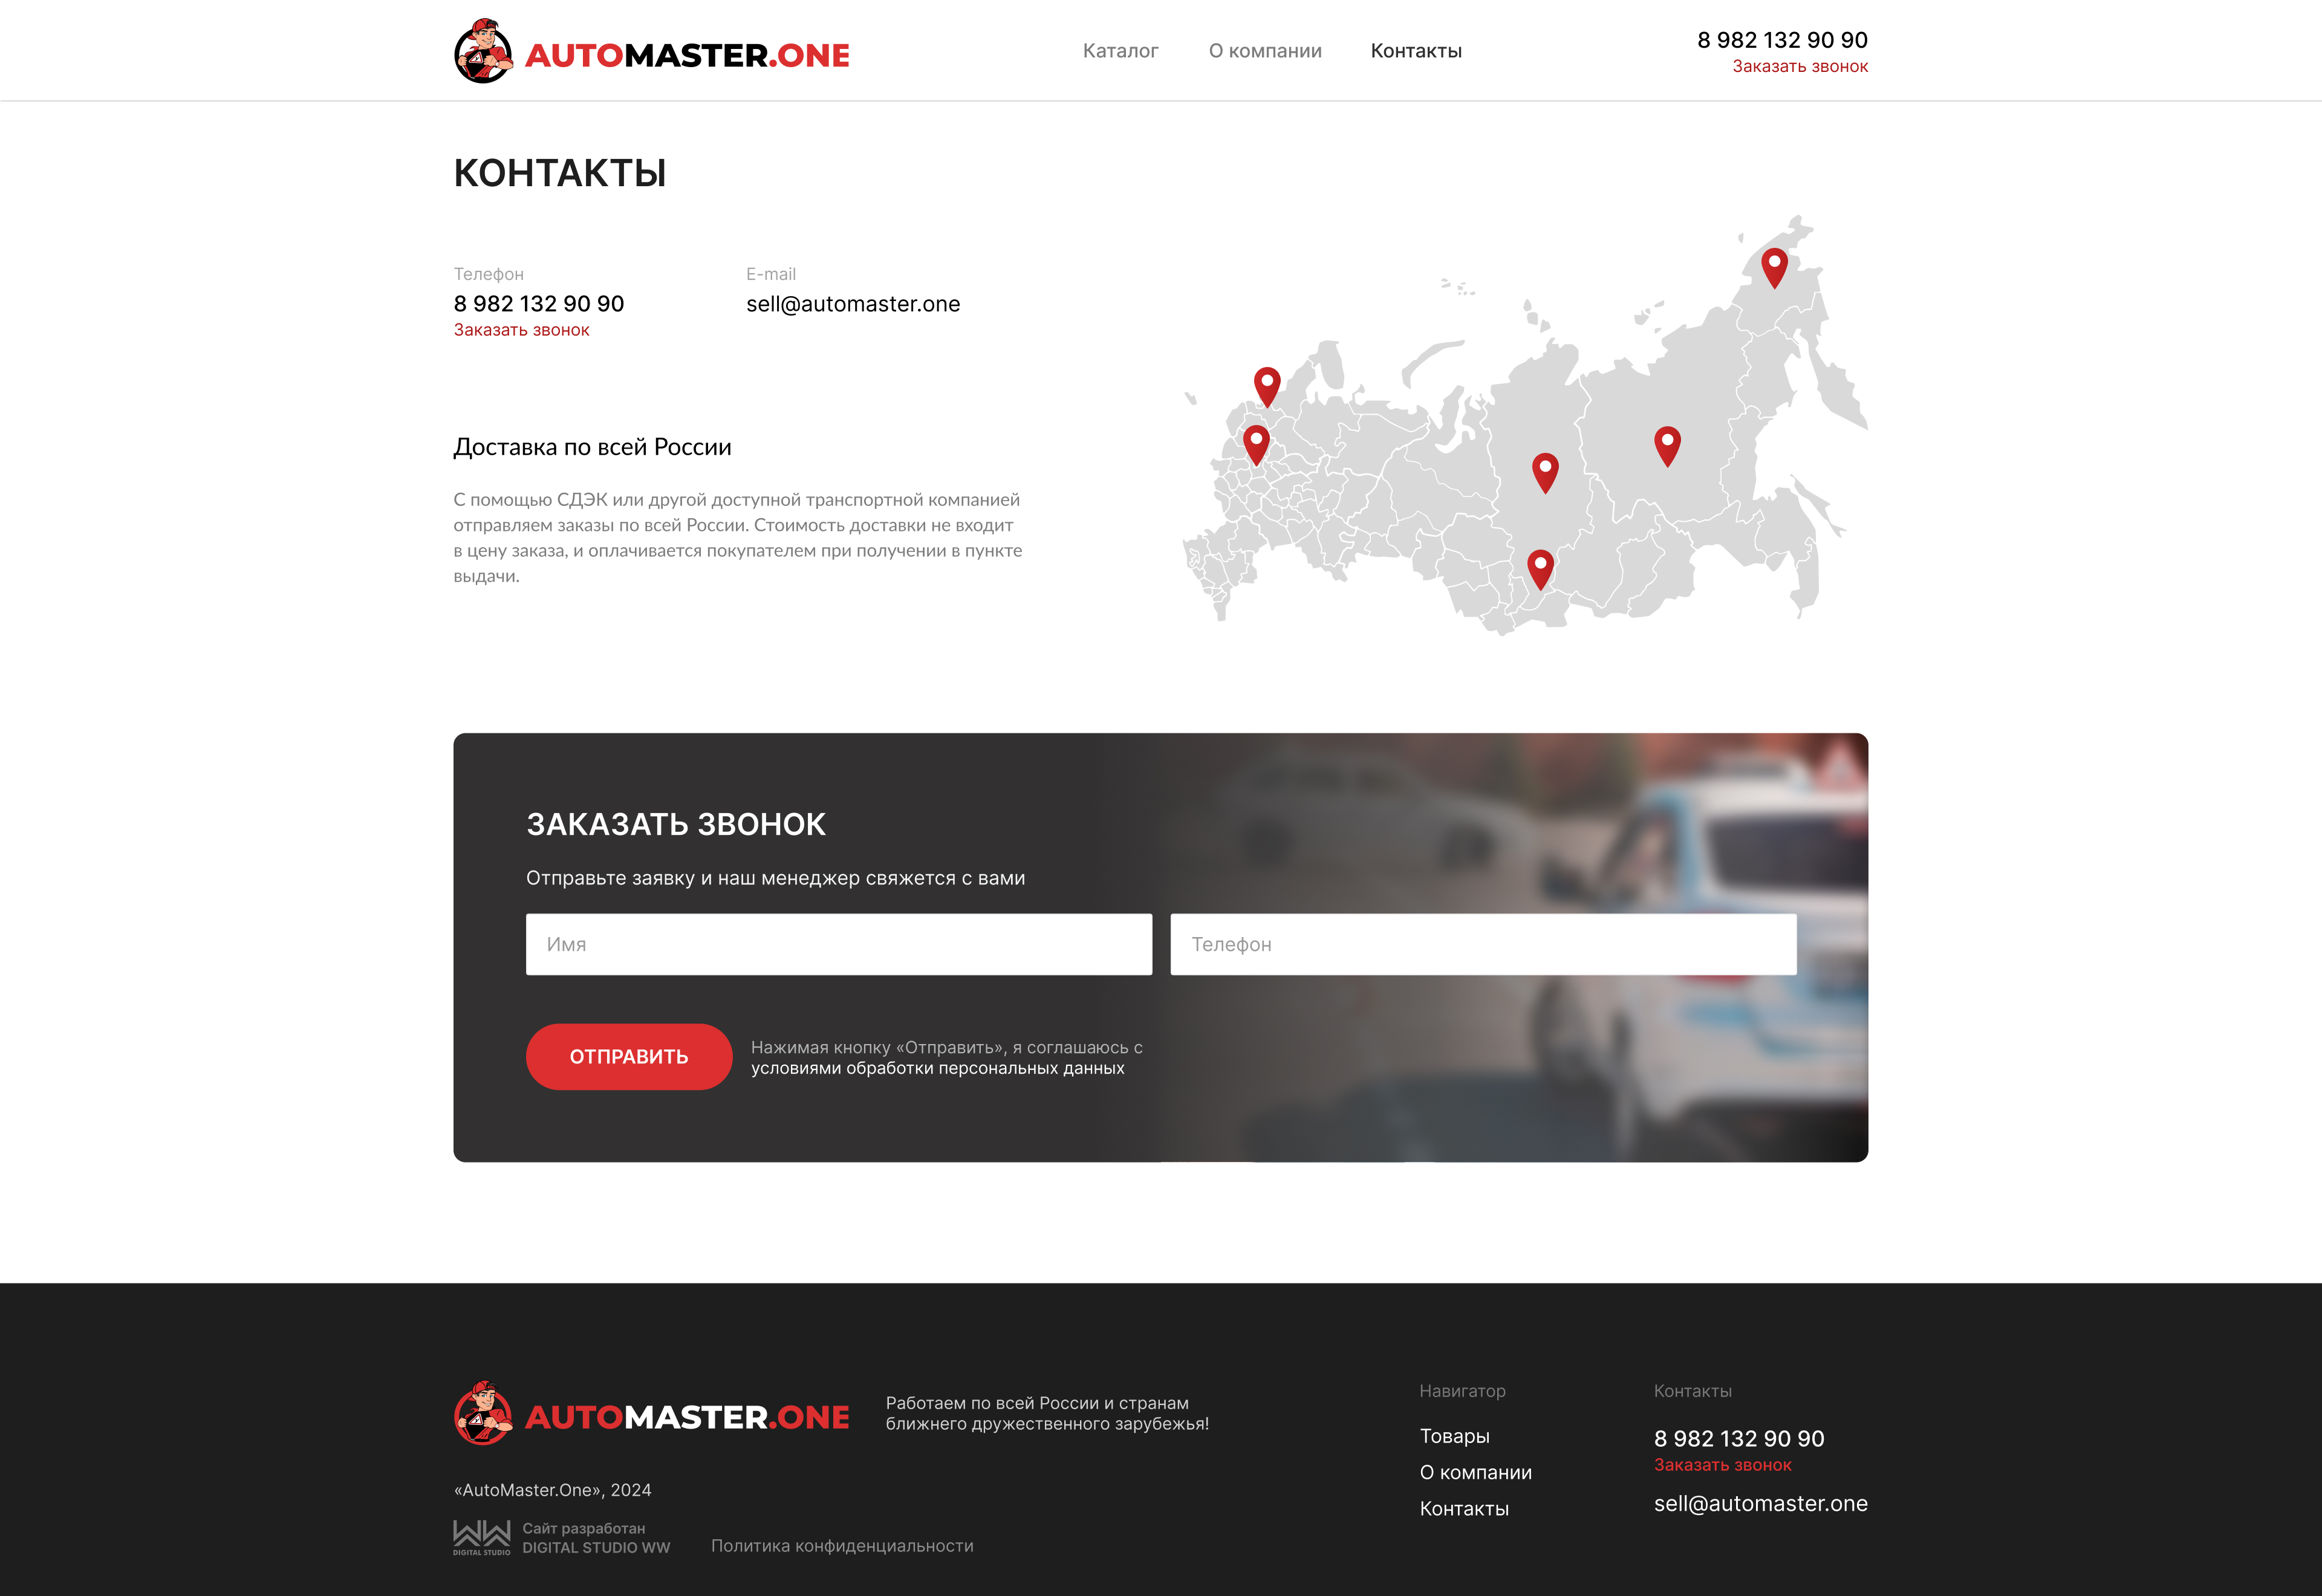 AUTOMASTER.ONE
Каталог
О компании
Контакты
8 982 132 90 90
Заказать звонок
КОНТАКТЫ
Телефон
8 982 132 90 90
Заказать звонок
E-mail
sell@automaster.one
Доставка по всей России
С помощью СДЭК или другой доступной транспортной компанией
отправляем заказы по всей России. Стоимость доставки не входит
в цену заказа, и оплачивается покупателем при получении в пункте
выдачи.
ЗАКАЗАТЬ ЗВОНОК
Отправьте заявку и наш менеджер свяжется с вами
Имя
Телефон
ОТПРАВИТЬ
Нажимая кнопку «Отправить», я соглашаюсь с
условиями обработки персональных данных
AUTOMASTER.ONE
Работаем по всей России и странам
ближнего дружественного зарубежья!
«AutoMaster.One», 2024
DIGITAL STUDIO
Сайт разработан
DIGITAL STUDIO WW
Политика конфиденциальности
Навигатор
Товары
О компании
Контакты
Контакты
8 982 132 90 90
Заказать звонок
sell@automaster.one